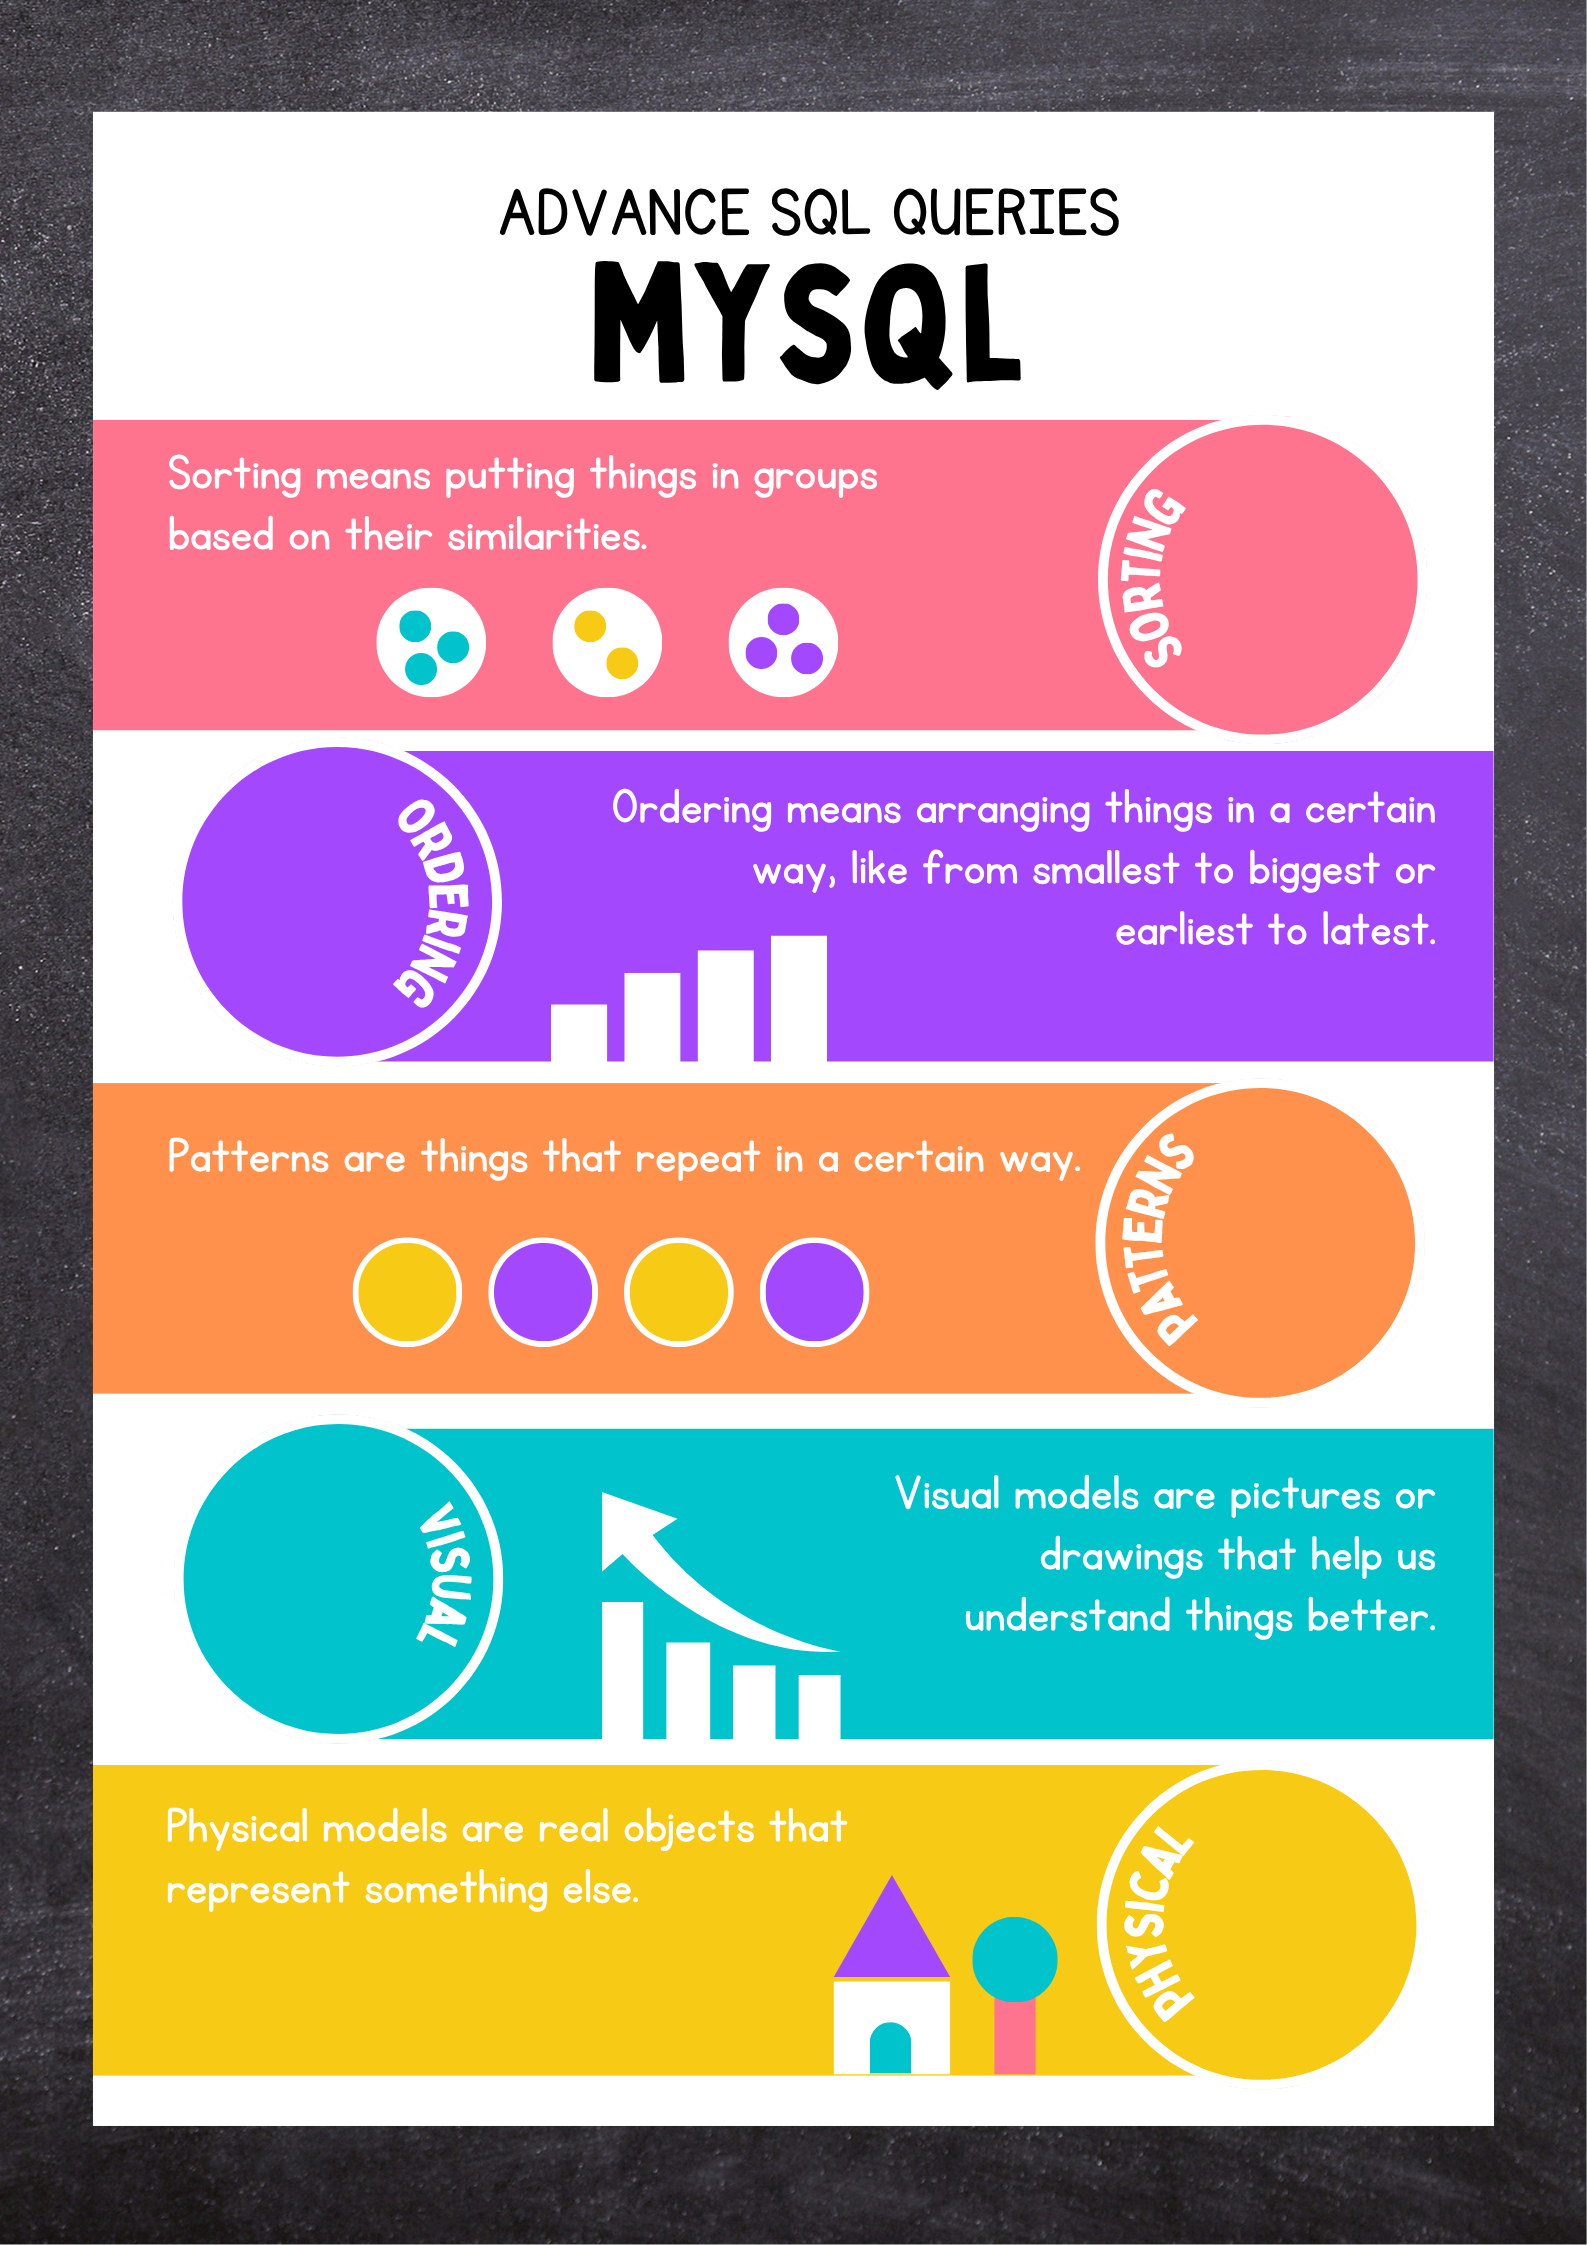 ADVANCE SQL QUERIES
MYSQL
Sorting means putting things in groups
based on their similarities.
SORTING
ORDERING
Ordering means arranging things in a certain
way, like from smallest to biggest or
earliest to latest.
Patterns are things that repeat in a certain way.
PATTERNS
VISUAL
Visual models are pictures or
drawings that help us
understand things better.
Physical models are real objects that
represent something else.
PHYSICAL